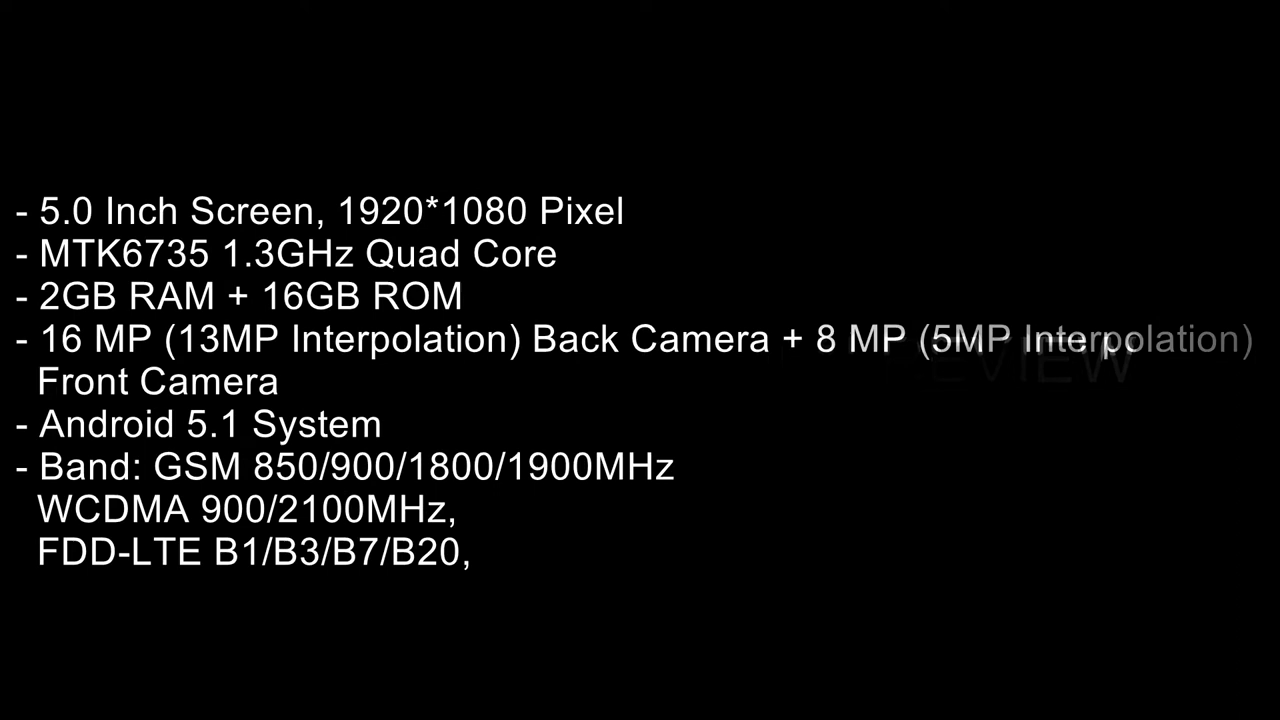 - 5.0 Inch Screen, 1920*1080 Pixel
- MTK6735 1.3GHz Quad Core
- 2GB RAM + 16GB ROM
- 16 MP (13MP Interpolation) Back Camera + 8 MP (5MP Interpolation)
Front Camera
- Android 5.1 System
- Band: GSM 850/900/1800/1900MHz
WCDMA 900/2100MHz,
FDD-LTE B1/B3/B7/B20,